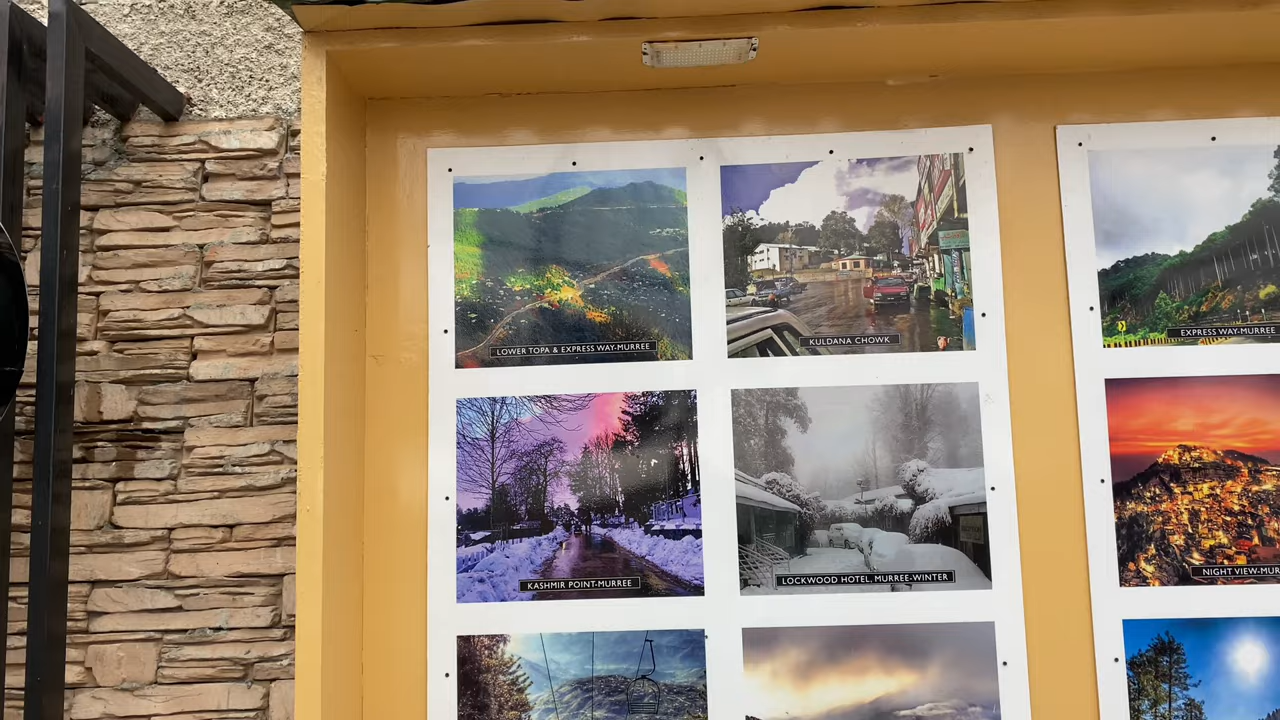 LOWER TOPA & EXPRESS WAY-MURREE
KULDANA CHOWK
EXPRESS WAY-MURREE
KASHMIR POINT-MURREE
LOCKWOOD HOTEL, MURREE-WINTER
NIGHT VIEW-MUR